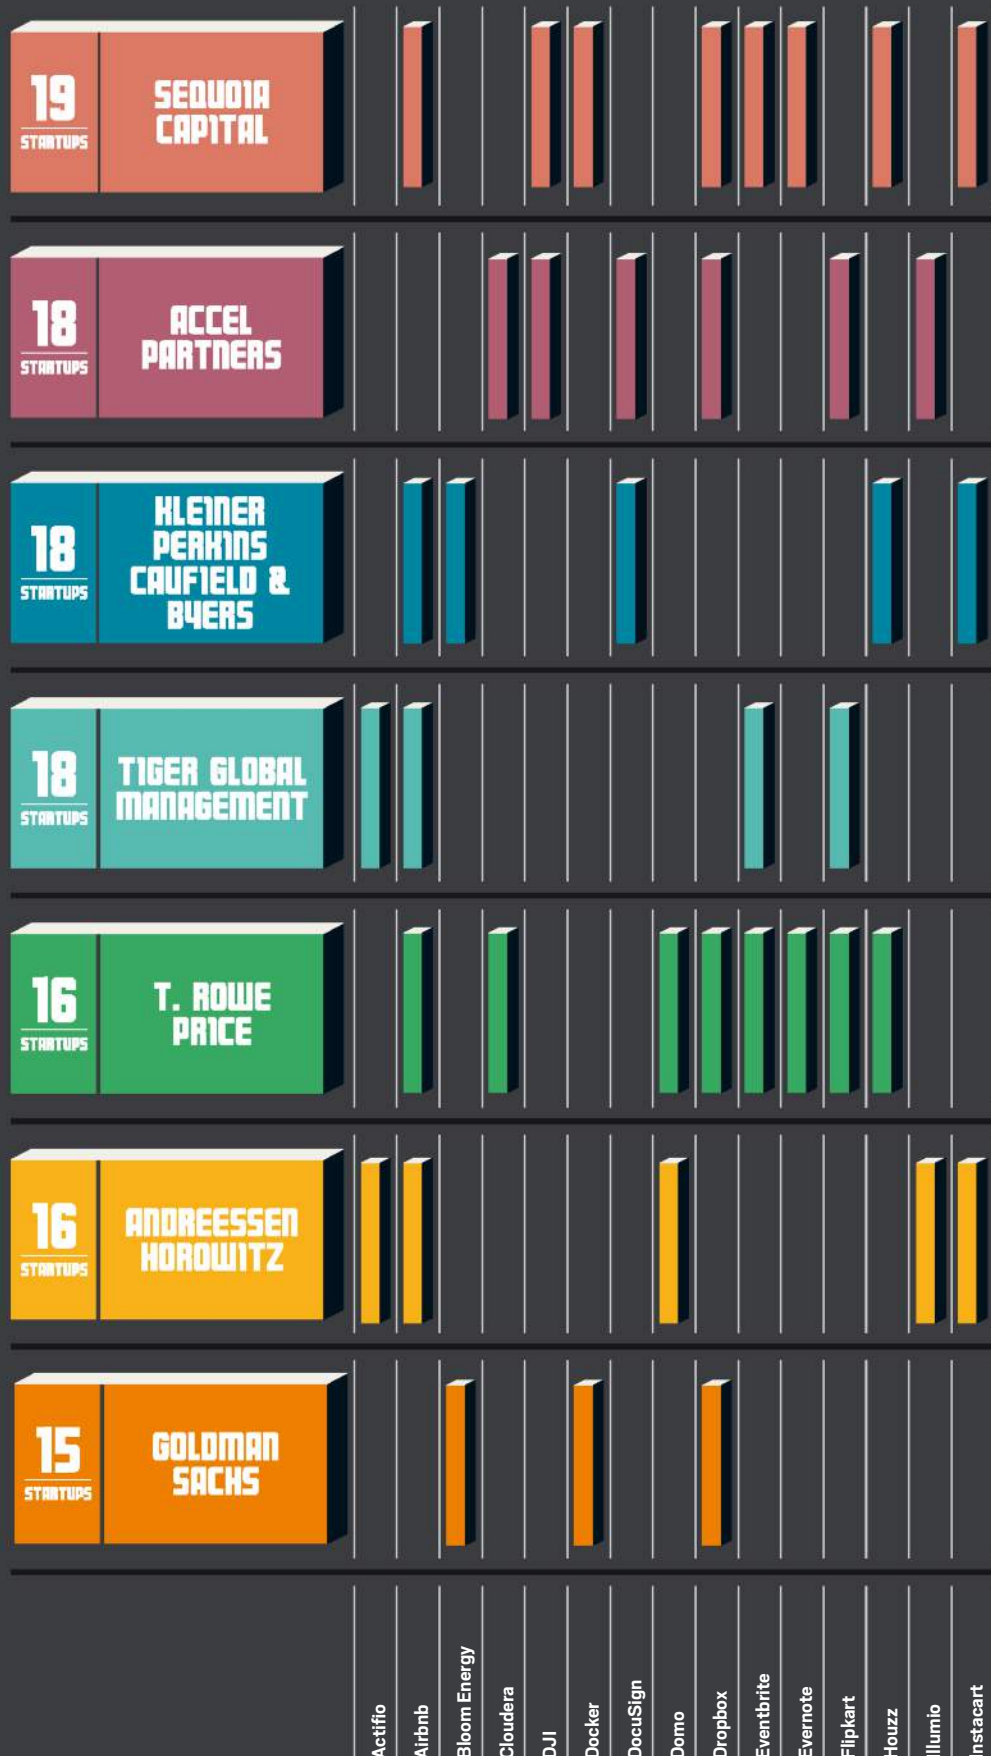 19
STARTUPS
SEQUOIA
CAPITAL
18
STARTUPS
ACCEL
PARTNERS
18
STARTUPS
KLEINER
PERKINS
CAUFIELD &
BYERS
18
STARTUPS
TIGER GLOBAL
MANAGEMENT
16
STARTUPS
T. ROWE
PRICE
16
STARTUPS
ANDREESSEN
HOROWITZ
15
STARTUPS
GOLDMAN
SACHS
Actifio
Airbnb
Bloom Energy
Cloudera
DJI
Docker
DocuSign
Domo
Dropbox
Eventbrite
Evernote
Flipkart
Houzz
Illumio
Instacart